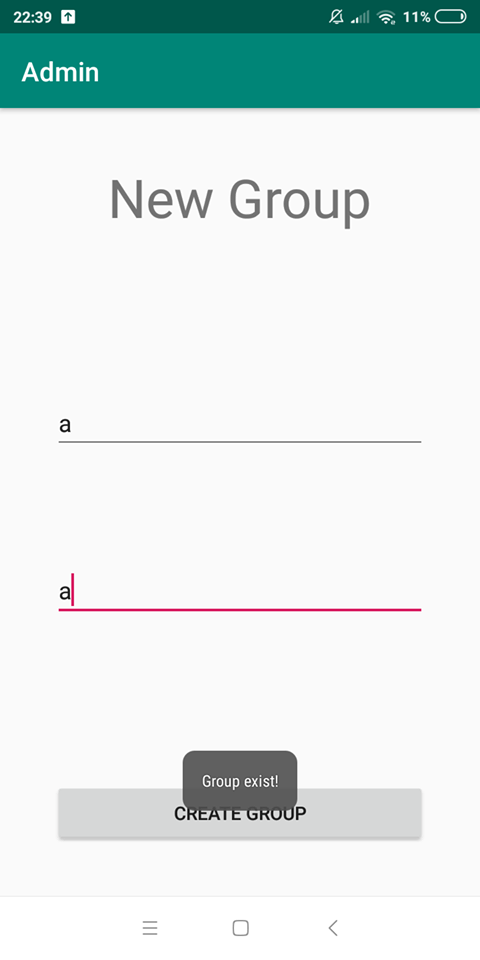 22:39 11%
Admin
New Group
a
a
Group exist!
CREATE GROUP